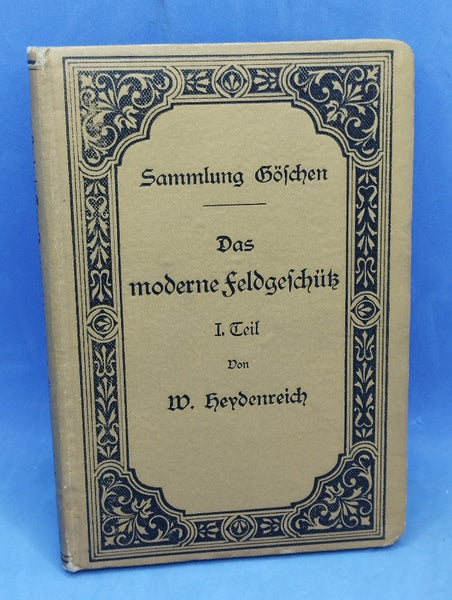 Sammlung Göschen
Das
moderne Feldgeschütz
I. Teil
Von
W. Heydenreich